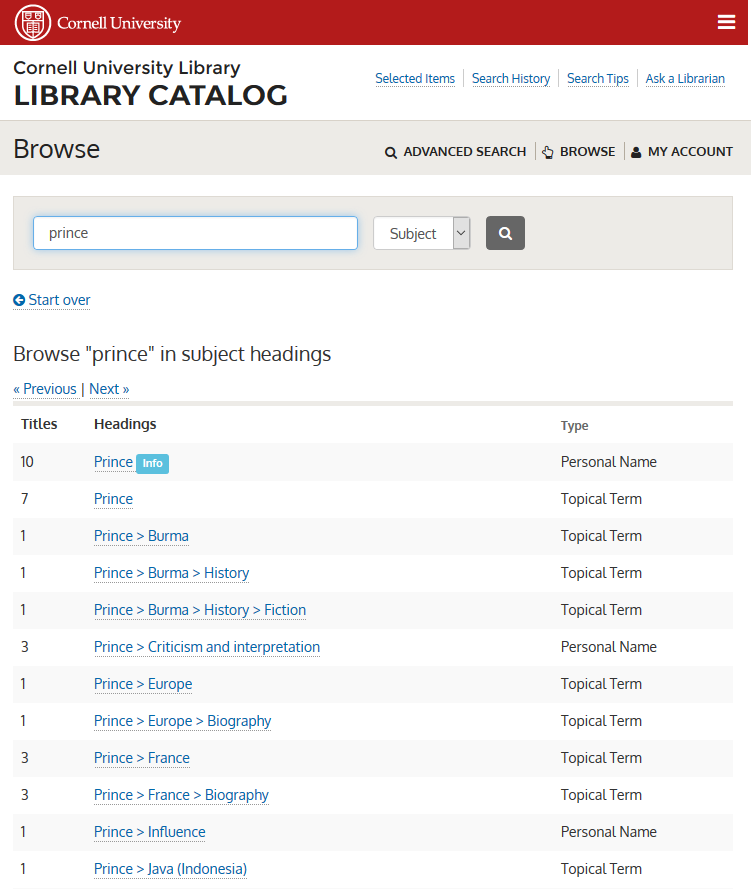 Cornell University
Cornell University Library
LIBRARY CATALOG
Selected Items | Search History | Search Tips | Ask a Librarian
Browse
ADVANCED SEARCH | BROWSE | MY ACCOUNT
prince Subject
Start over
Browse "prince" in subject headings
« Previous | Next »
Titles Headings Type
10 Prince Info Personal Name
7 Prince Topical Term
1 Prince > Burma Topical Term
1 Prince > Burma > History Topical Term
1 Prince > Burma > History > Fiction Topical Term
3 Prince > Criticism and interpretation Personal Name
1 Prince > Europe Topical Term
1 Prince > Europe > Biography Topical Term
3 Prince > France Topical Term
3 Prince > France > Biography Topical Term
1 Prince > Influence Personal Name
1 Prince > Java (Indonesia) Topical Term